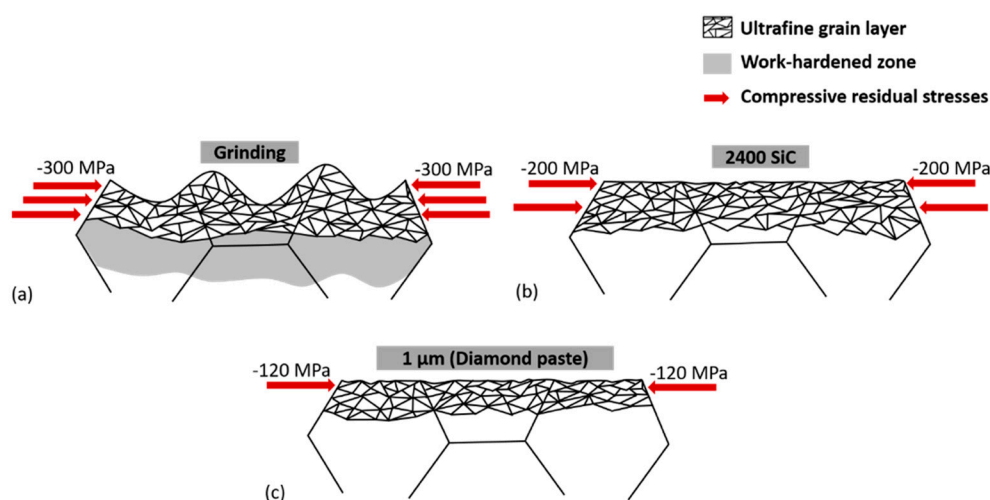 Ultrafine grain layer
Work-hardened zone
Compressive residual stresses
Grinding
-300 MPa
-300 MPa
(a)
2400 SiC
-200 MPa
-200 MPa
(b)
1 µm (Diamond paste)
-120 MPa
-120 MPa
(c)